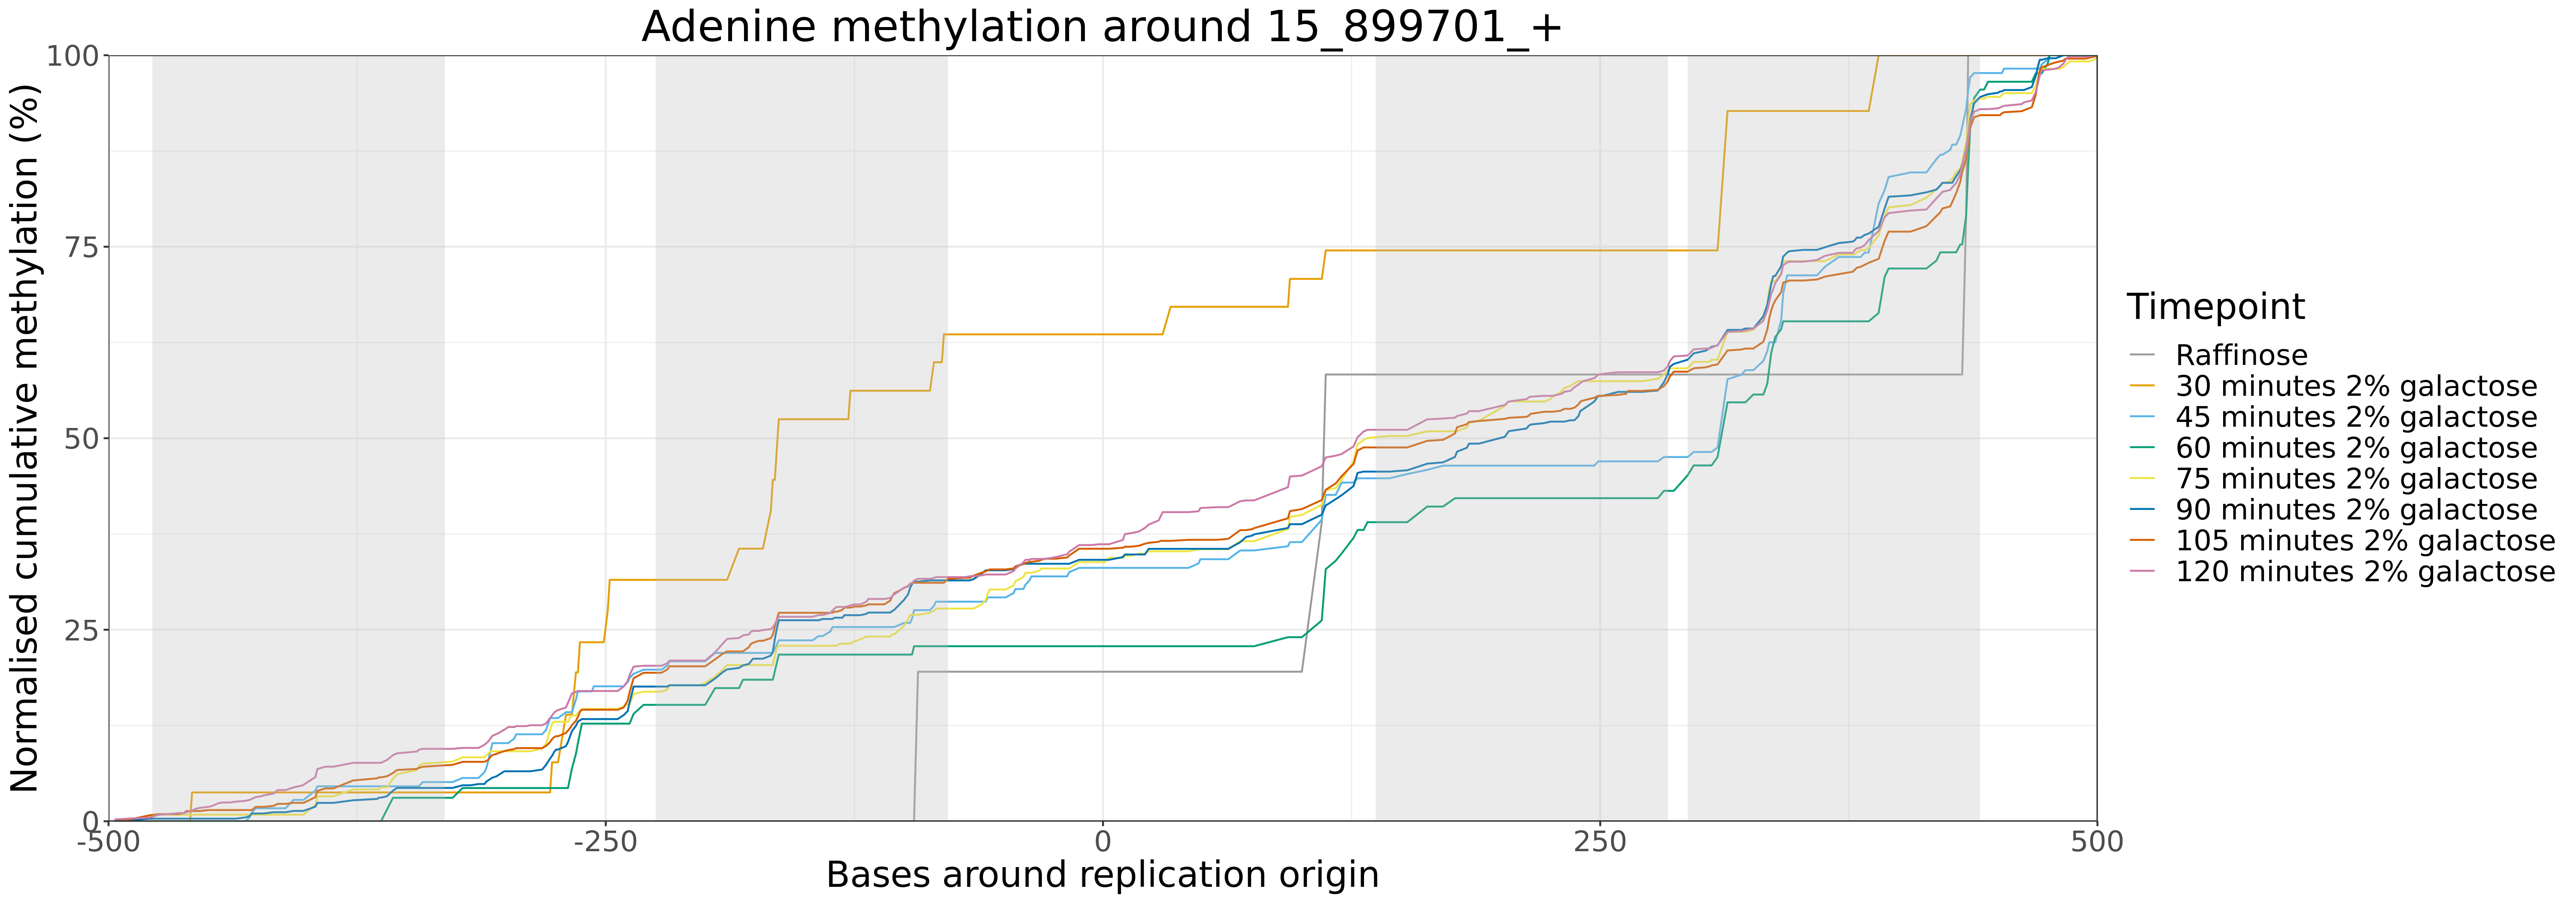 Adenine methylation around 15_899701_+
Normalised cumulative methylation (%)
100
75
50
25
0
-500
-250
0
250
500
Bases around replication origin
Timepoint
Raffinose
30 minutes 2% galactose
45 minutes 2% galactose
60 minutes 2% galactose
75 minutes 2% galactose
90 minutes 2% galactose
105 minutes 2% galactose
120 minutes 2% galactose